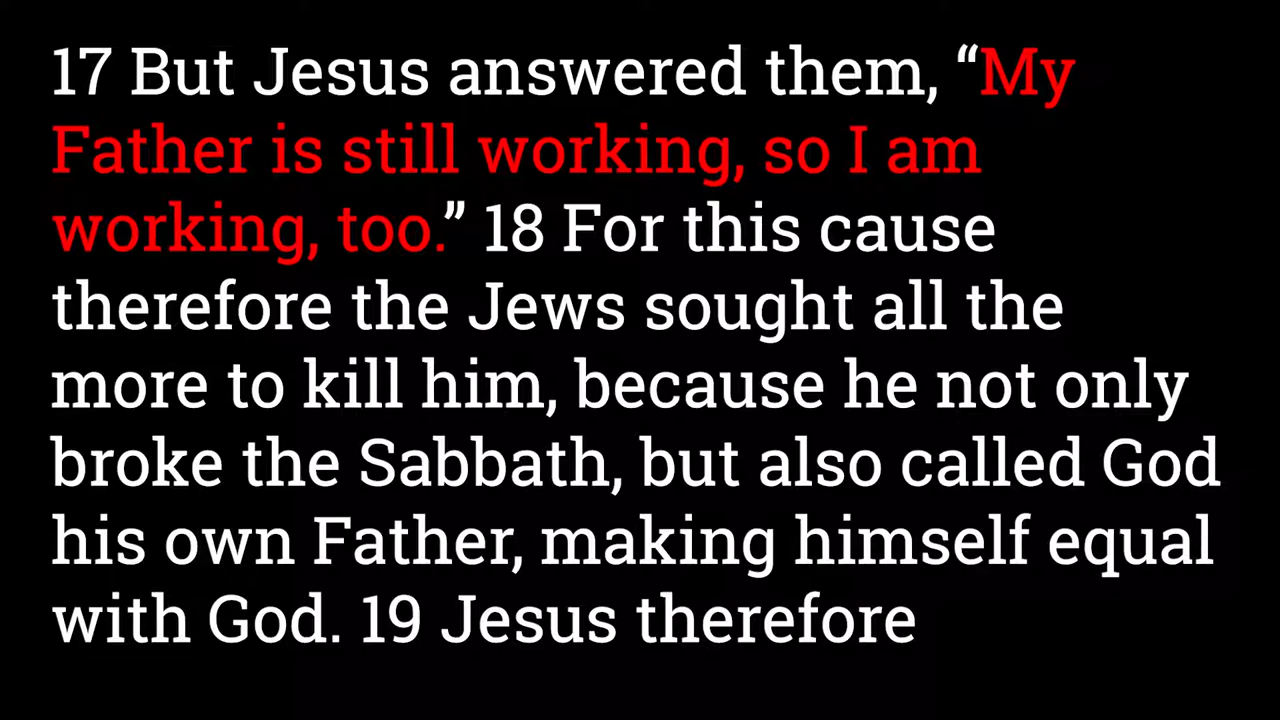 17 But Jesus answered them, “My
Father is still working, so I am
working, too.” 18 For this cause
therefore the Jews sought all the
more to kill him, because he not only
broke the Sabbath, but also called God
his own Father, making himself equal
with God. 19 Jesus therefore